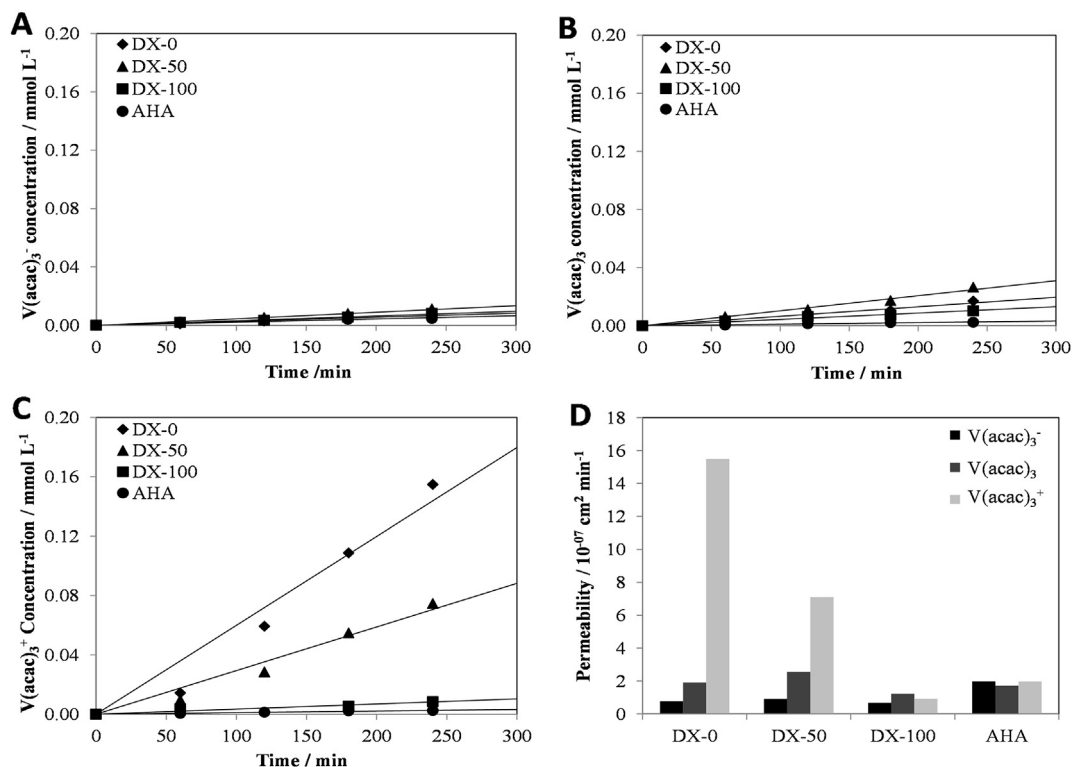 A
V(acac)₃⁻ concentration / mmol L⁻¹
0.20
0.16
0.12
0.08
0.04
0.00
DX-0
DX-50
DX-100
AHA
0 50 100 150 200 250 300
Time /min
B
V(acac)₃ concentration / mmol L⁻¹
0.20
0.16
0.12
0.08
0.04
0.00
DX-0
DX-50
DX-100
AHA
0 50 100 150 200 250 300
Time / min
C
V(acac)₃⁺ Concentration / mmol L⁻¹
0.20
0.16
0.12
0.08
0.04
0.00
DX-0
DX-50
DX-100
AHA
0 50 100 150 200 250 300
Time / min
D
Permeability / 10⁻⁰⁷ cm² min⁻¹
18
16
14
12
10
8
6
4
2
0
V(acac)₃⁻
V(acac)₃
V(acac)₃⁺
DX-0 DX-50 DX-100 AHA